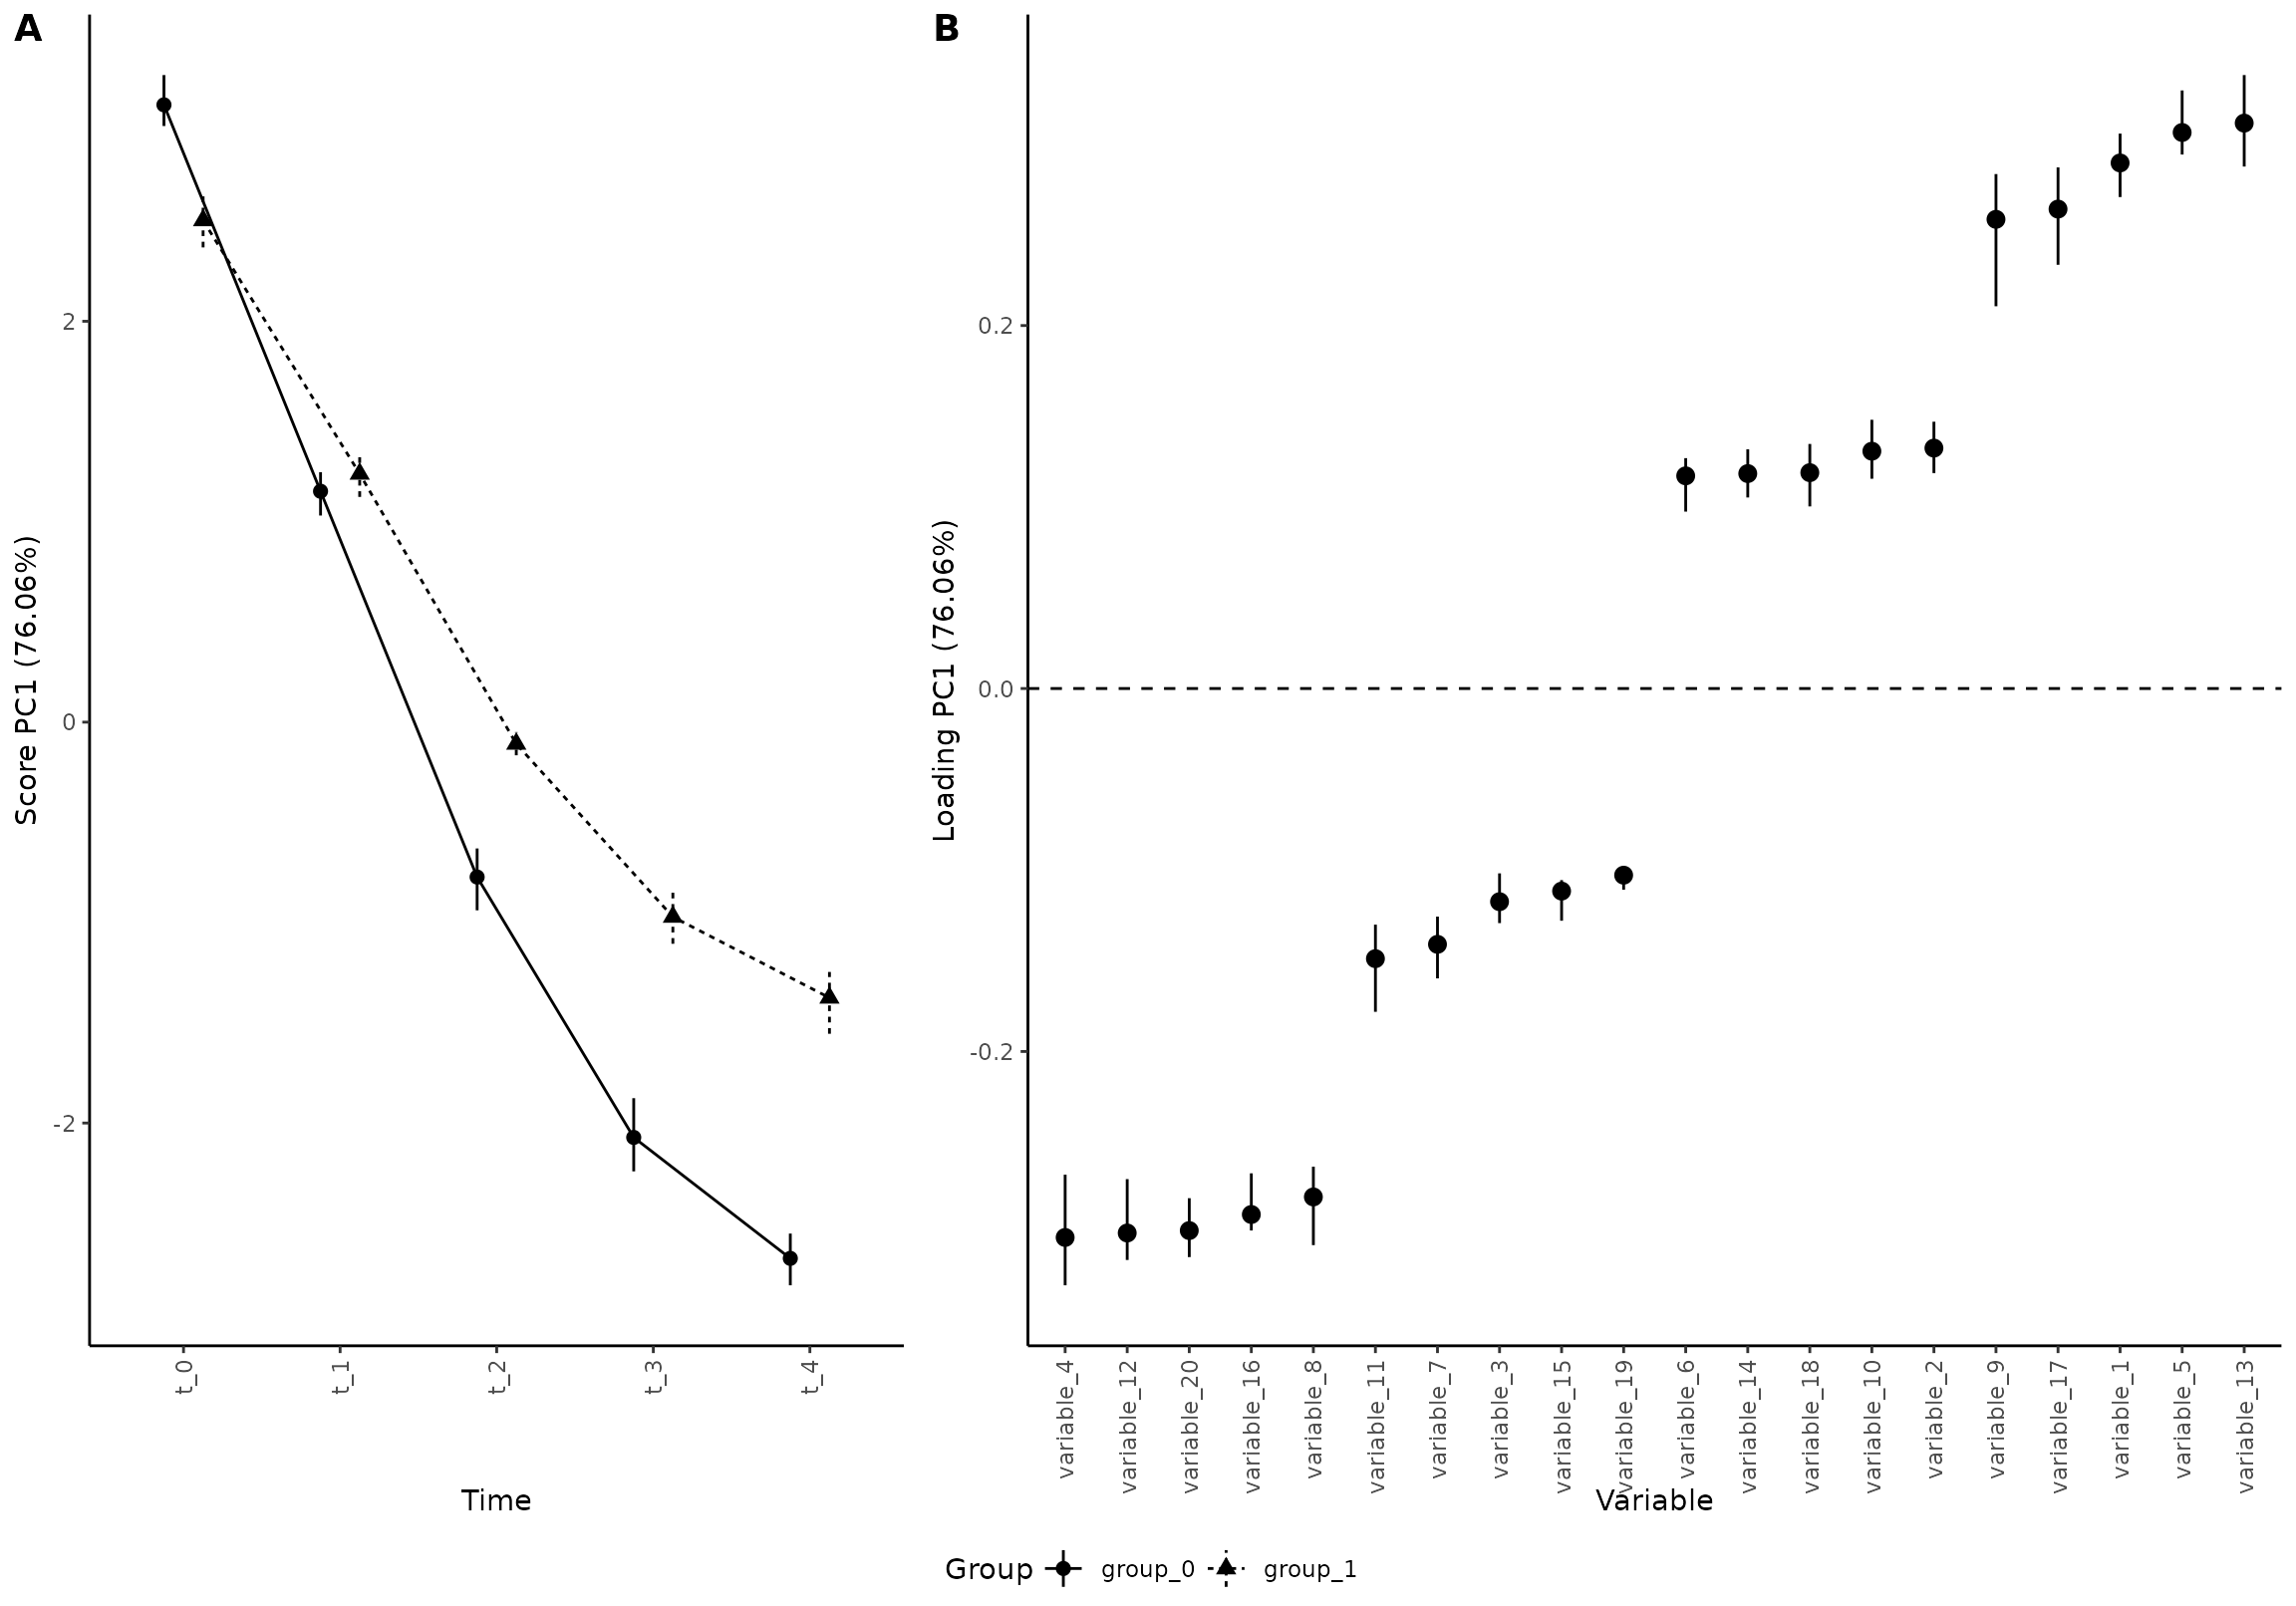 A
Score PC1 (76.06%)
2
0
-2
t_0
t_1
t_2
t_3
t_4
Time
B
Loading PC1 (76.06%)
0.2
0.0
-0.2
variable_4
variable_12
variable_20
variable_16
variable_8
variable_11
variable_7
variable_3
variable_15
variable_19
variable_6
variable_14
variable_18
variable_10
variable_2
variable_9
variable_17
variable_1
variable_5
variable_13
Variable
Group group_0 group_1